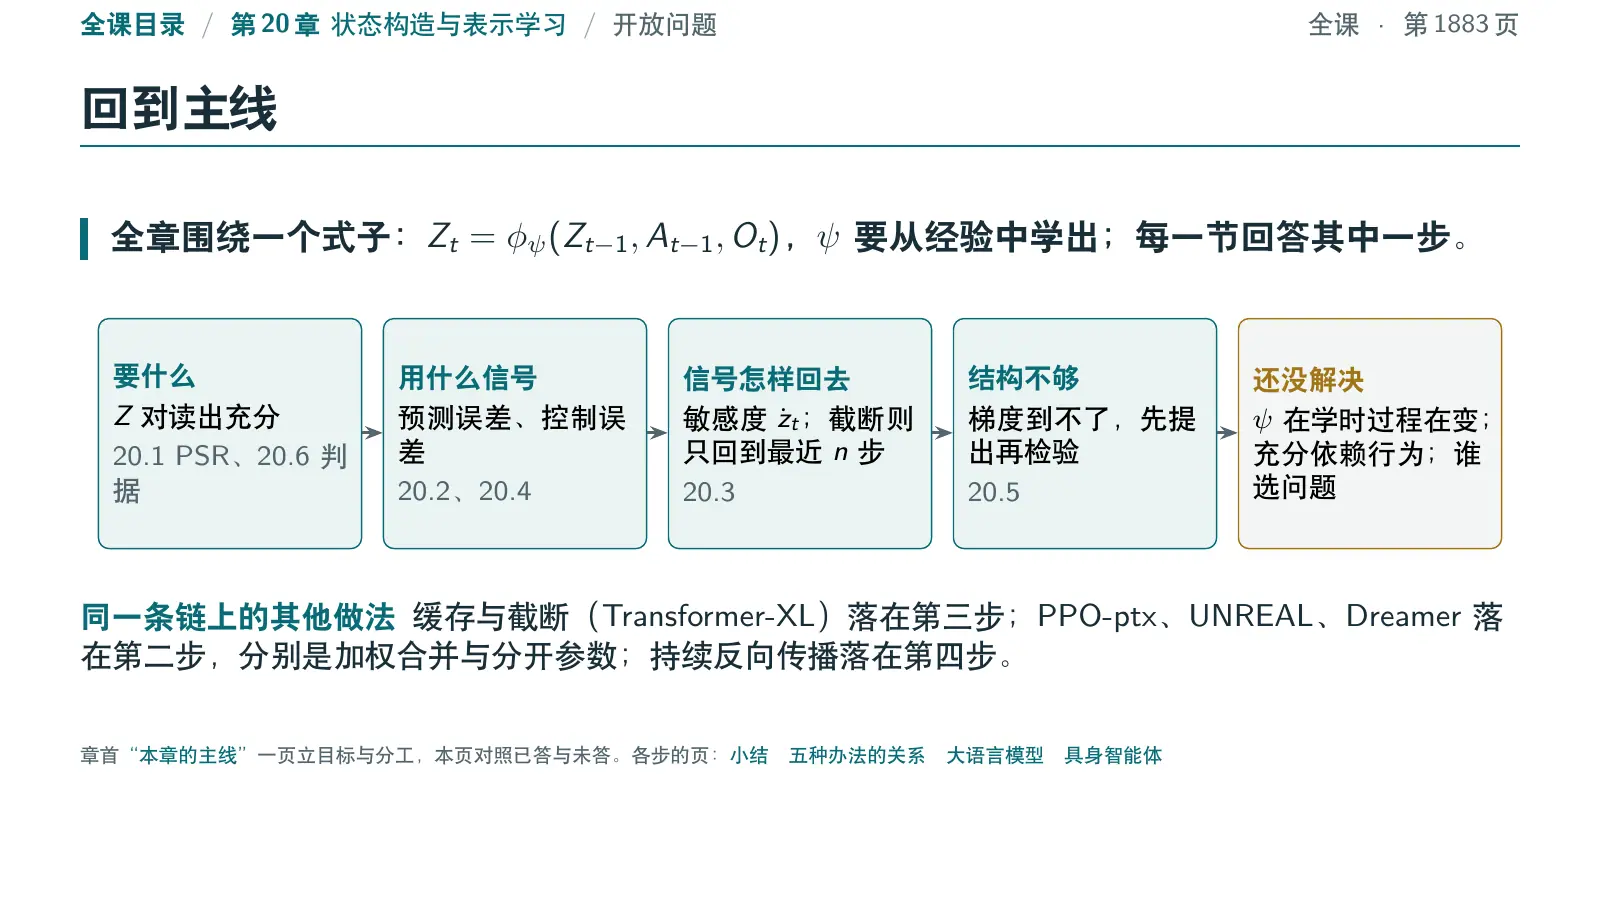 全课目录 / 第 20 章 状态构造与表示学习 / 开放问题
全课 · 第 1883 页
回到主线
全章围绕一个式子：$Z_t = \phi_\psi(Z_{t-1}, A_{t-1}, O_t)$，$\psi$ 要从经验中学出；每一节回答其中一步。
要什么
Z 对读出充分
20.1 PSR、20.6 判
据
用什么信号
预测误差、控制误
差
20.2、20.4
信号怎样回去
敏感度 $\dot{z}_t$；截断则
只回到最近 n 步
20.3
结构不够
梯度到不了，先提
出再检验
20.5
还没解决
$\psi$ 在学时过程在变；
充分依赖行为；谁
选问题
同一条链上的其他做法 缓存与截断（Transformer-XL）落在第三步；PPO-ptx、UNREAL、Dreamer 落
在第二步，分别是加权合并与分开参数；持续反向传播落在第四步。
章首“本章的主线”一页立目标与分工，本页对照已答与未答。各步的页：小结 五种办法的关系 大语言模型 具身智能体